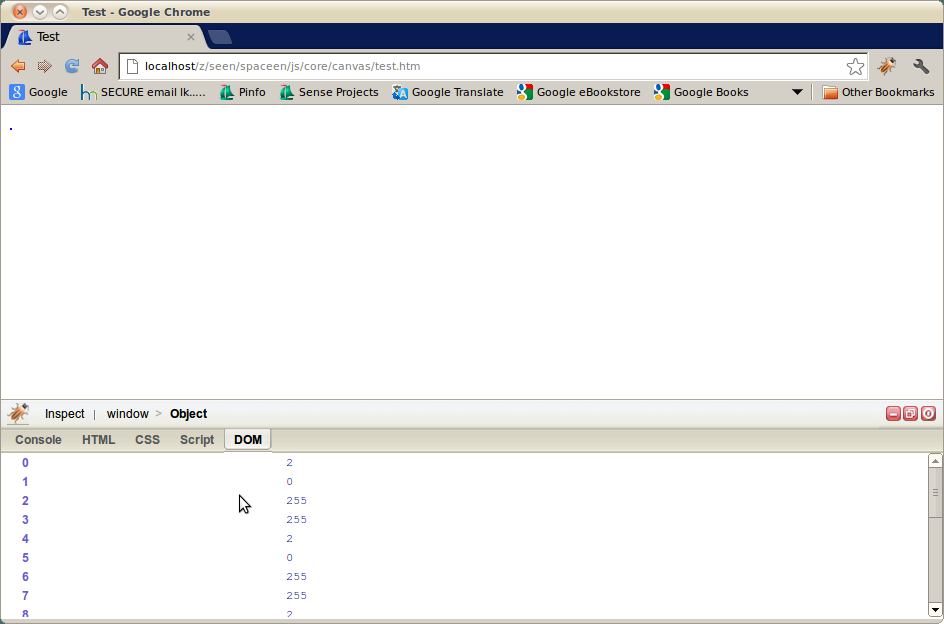 Test - Google Chrome
Test
localhost/z/seen/spaceen/js/core/canvas/test.htm
Google SECURE email lk..... Pinfo Sense Projects Google Translate Google eBookstore Google Books Other Bookmarks
Inspect | window > Object
Console HTML CSS Script DOM
0 2
1 0
2 255
3 255
4 2
5 0
6 255
7 255
8 2